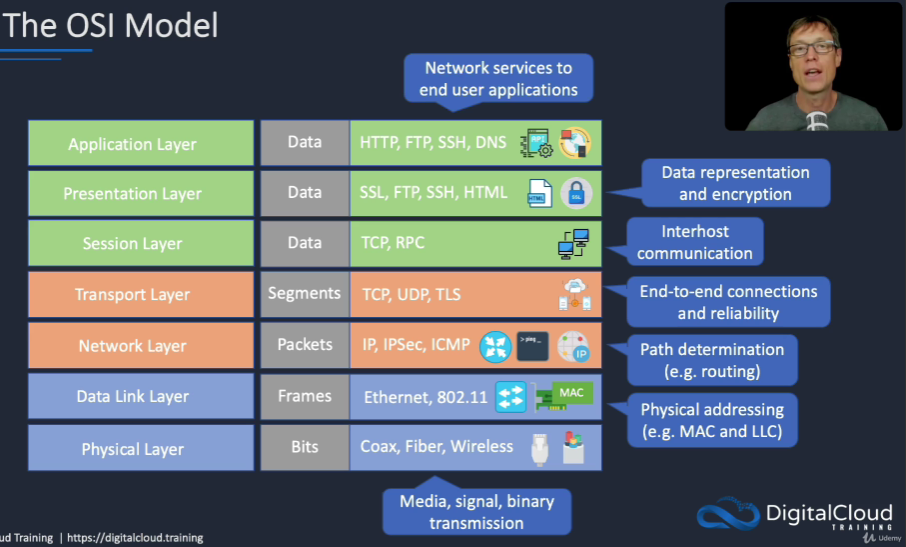 The OSI Model
Network services to
end user applications
Application Layer
Data
HTTP, FTP, SSH, DNS
API
Presentation Layer
Data
SSL, FTP, SSH, HTML
HTML
SSL
Data representation
and encryption
Session Layer
Data
TCP, RPC
Interhost
communication
Transport Layer
Segments
TCP, UDP, TLS
End-to-end connections
and reliability
Network Layer
Packets
IP, IPSec, ICMP
> ping _
IP
Path determination
(e.g. routing)
Data Link Layer
Frames
Ethernet, 802.11
MAC
Physical addressing
(e.g. MAC and LLC)
Physical Layer
Bits
Coax, Fiber, Wireless
Media, signal, binary
transmission
DigitalCloud
TRAINING
ud Training | https://digitalcloud.training
Udemy